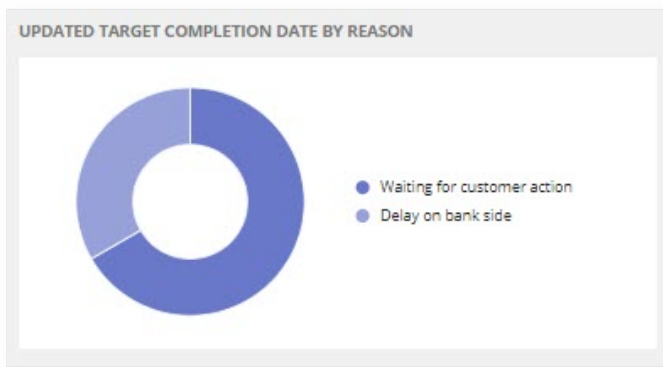 UPDATED TARGET COMPLETION DATE BY REASON
Waiting for customer action
Delay on bank side